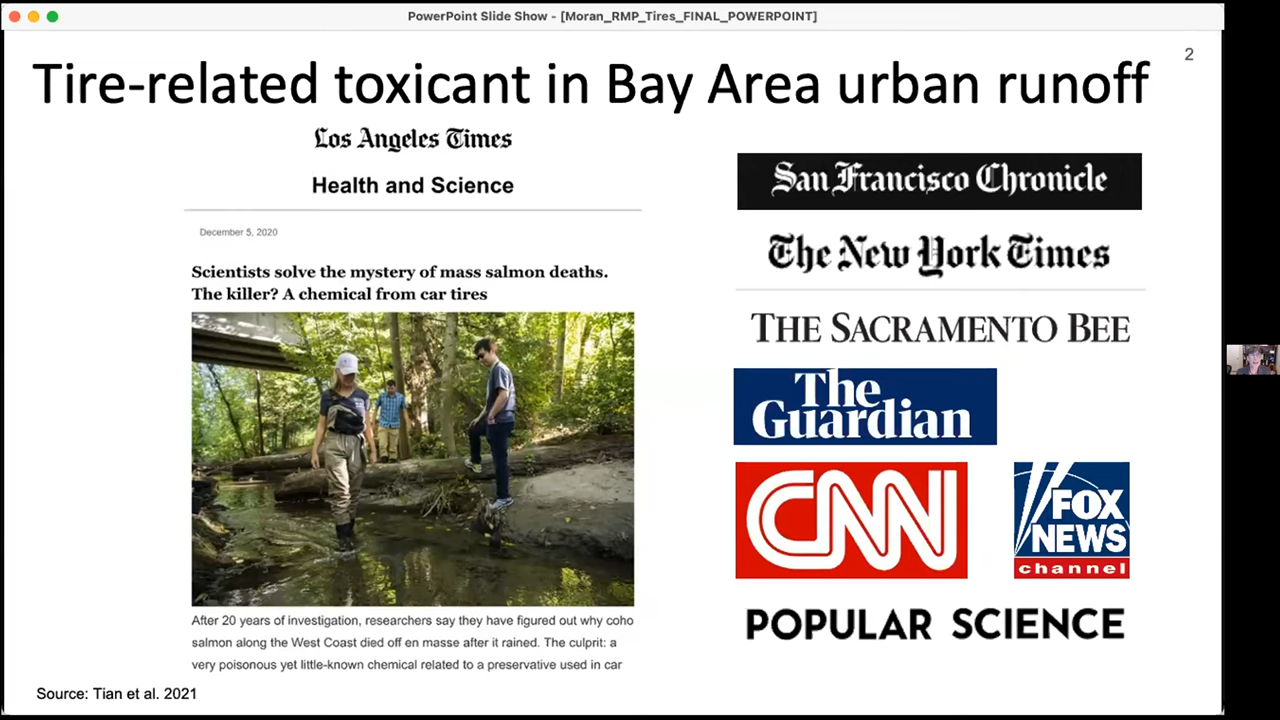 PowerPoint Slide Show - [Moran_RMP_Tires_FINAL_POWERPOINT]
2
Tire-related toxicant in Bay Area urban runoff
Los Angeles Times
Health and Science
December 5, 2020
Scientists solve the mystery of mass salmon deaths.
The killer? A chemical from car tires
After 20 years of investigation, researchers say they have figured out why coho
salmon along the West Coast died off en masse after it rained. The culprit: a
very poisonous yet little-known chemical related to a preservative used in car
San Francisco Chronicle
The New York Times
THE SACRAMENTO BEE
The
Guardian
CNN
FOX
NEWS
channel
POPULAR SCIENCE
Source: Tian et al. 2021